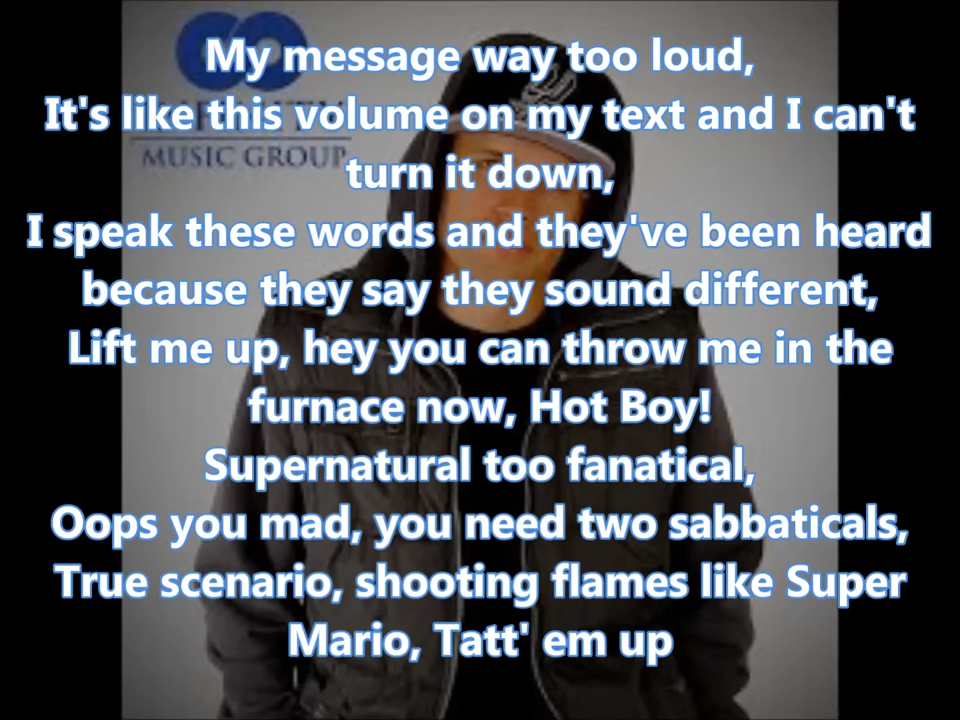 My message way too loud,
It's like this volume on my text and I can't
turn it down,
I speak these words and they've been heard
because they say they sound different,
Lift me up, hey you can throw me in the
furnace now, Hot Boy!
Supernatural too fanatical,
Oops you mad, you need two sabbaticals,
True scenario, shooting flames like Super
Mario, Tatt' em up
MUSIC GROUP